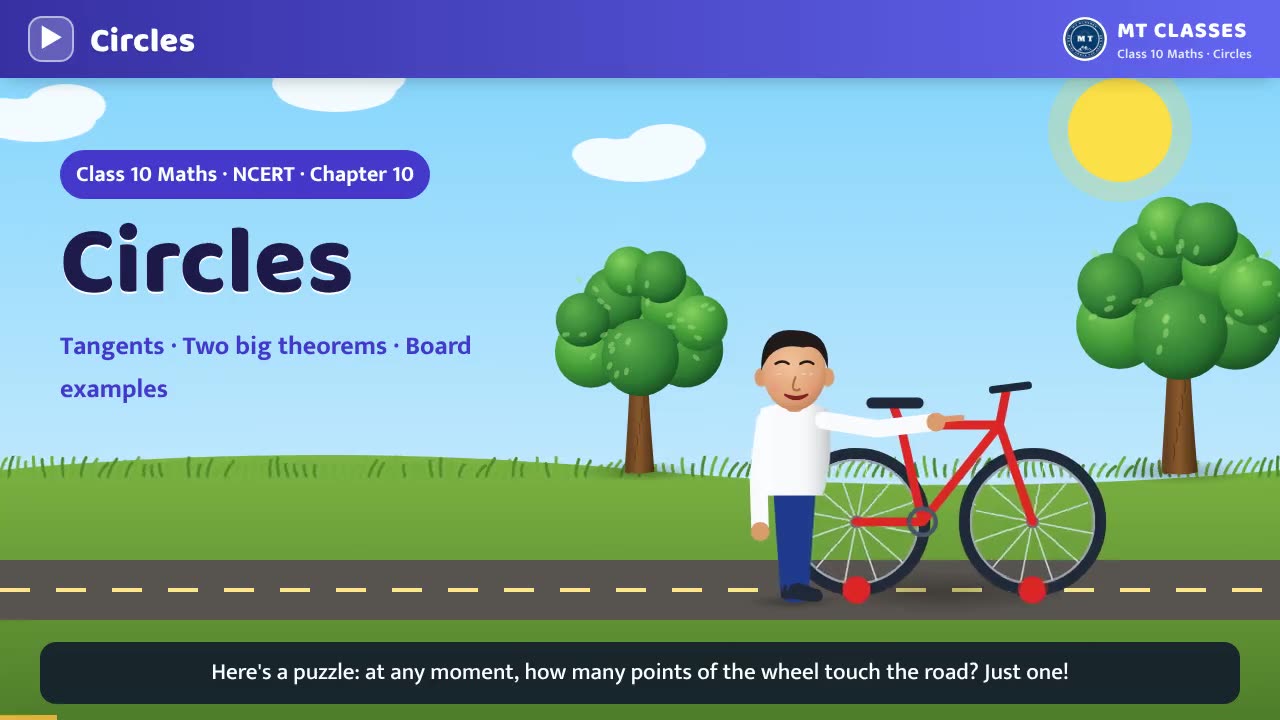 Circles
MT CLASSES
Class 10 Maths · Circles
MT
Class 10 Maths · NCERT · Chapter 10
Circles
Tangents · Two big theorems · Board
examples
Here's a puzzle: at any moment, how many points of the wheel touch the road? Just one!